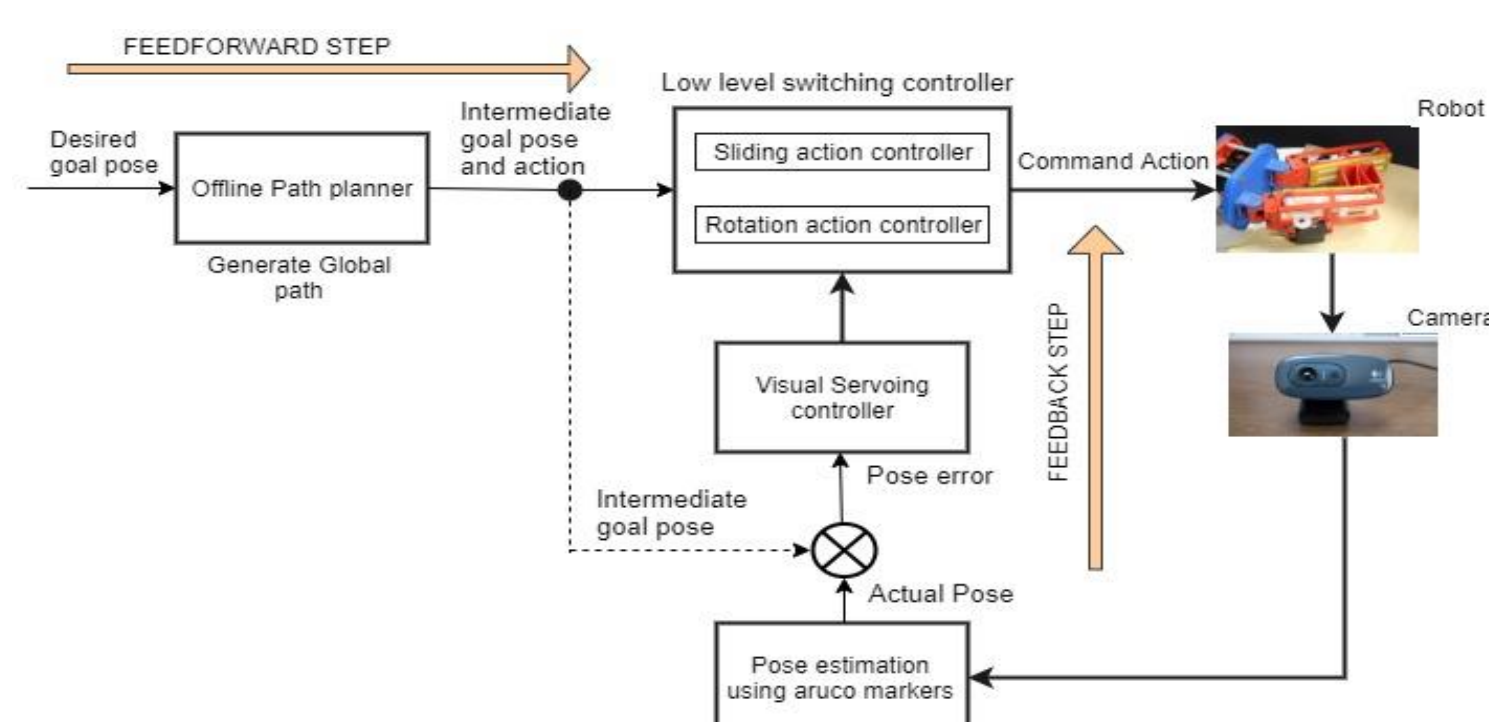 FEEDFORWARD STEP
Low level switching controller
Desired
goal pose
Offline Path planner
Generate Global
path
Intermediate
goal pose
and action
Sliding action controller
Rotation action controller
Command Action
Robot
Camera
FEEDBACK STEP
Visual Servoing
controller
Pose error
Intermediate
goal pose
Actual Pose
Pose estimation
using aruco markers